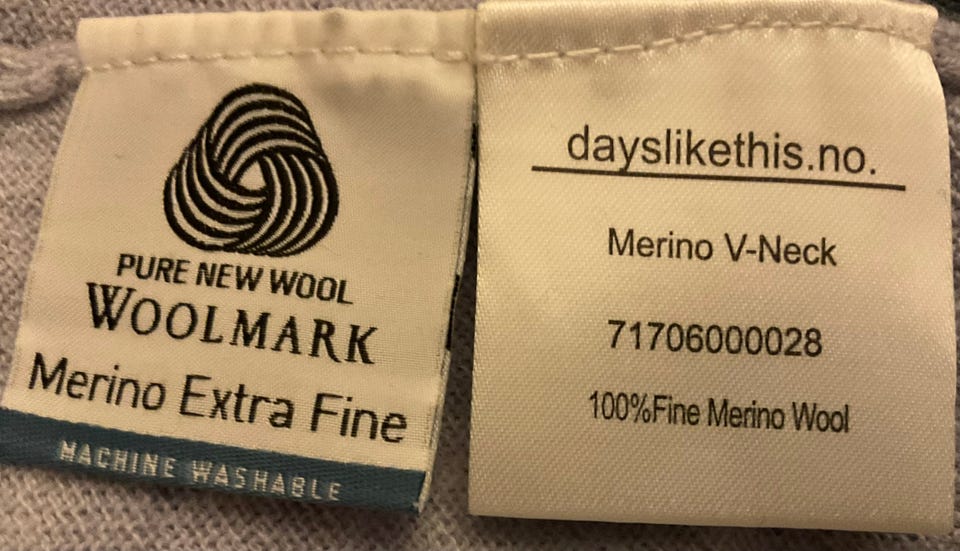 PURE NEW WOOL
WOOLMARK
Merino Extra Fine
MACHINE WASHABLE
dayslikethis.no.
Merino V-Neck
71706000028
100%Fine Merino Wool